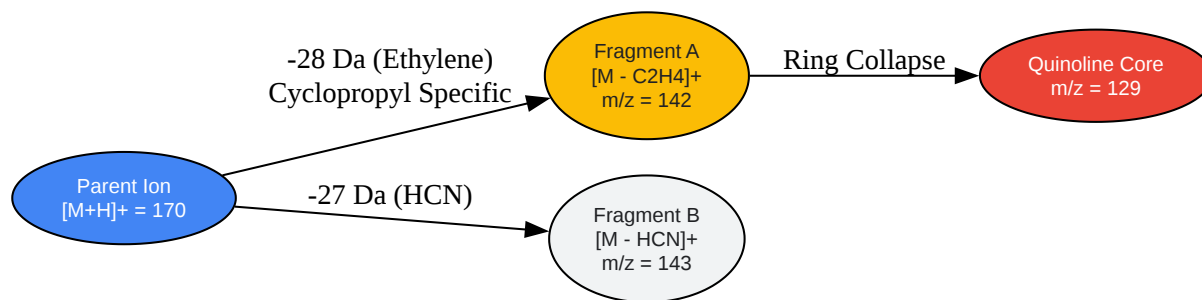 -28 Da (Ethylene)
Cyclopropyl Specific
Fragment A
[M - C2H4]+
m/z = 142
Ring Collapse
Quinoline Core
m/z = 129
Parent Ion
[M+H]+ = 170
-27 Da (HCN)
Fragment B
[M - HCN]+
m/z = 143